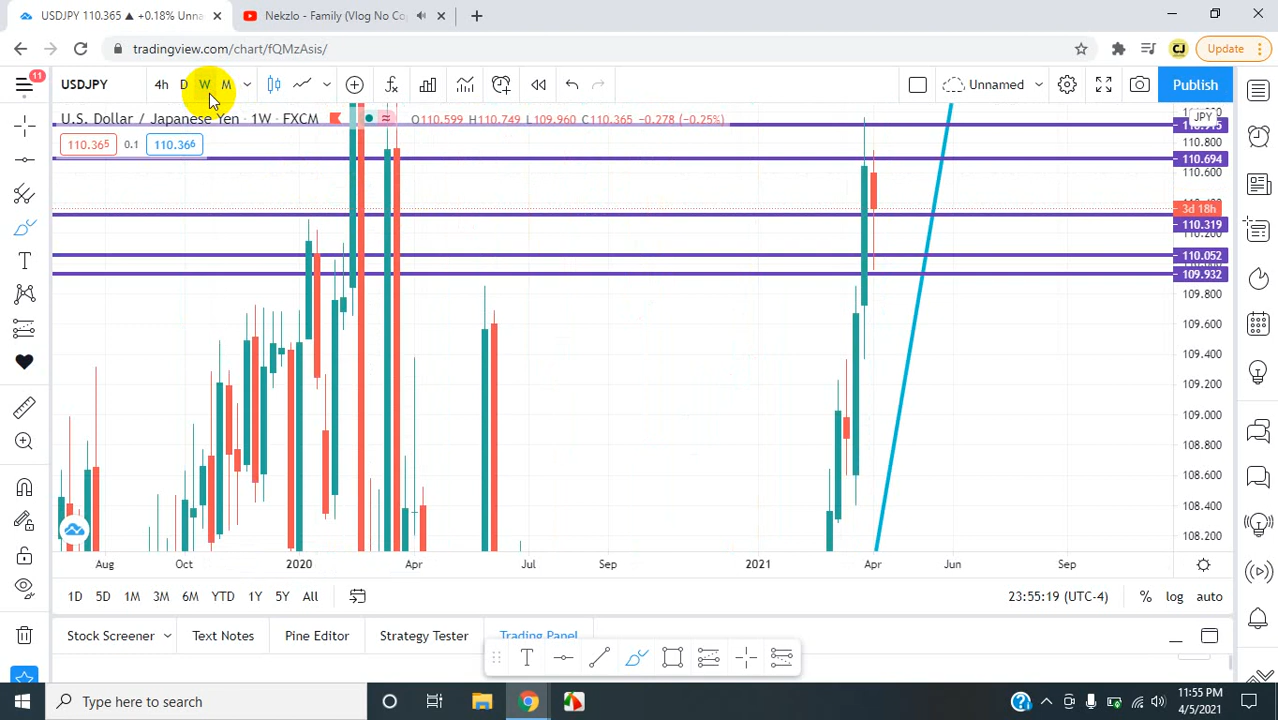 USDJPY 110.365 ▲ +0.18% Unna
Nekzlo - Family (Vlog No Co
tradingview.com/chart/fQMzAsis/
CJ
Update
11
USDJPY
4h D W M
Unnamed
Publish
U.S. Dollar / Japanese Yen · 1W · FXCM
O110.599 H110.749 L109.960 C110.365 −0.278 (−0.25%)
JPY
110.365 0.1 110.366
110.800
110.694
110.600
3d 18h
110.319
110.052
109.932
109.800
109.600
109.400
109.200
109.000
108.800
108.600
108.400
108.200
Aug Oct 2020 Apr Jul Sep 2021 Apr Jun Sep
1D 5D 1M 3M 6M YTD 1Y 5Y All
23:55:19 (UTC-4) % log auto
Stock Screener Text Notes Pine Editor Strategy Tester Trading Panel
Type here to search
11:55 PM
4/5/2021